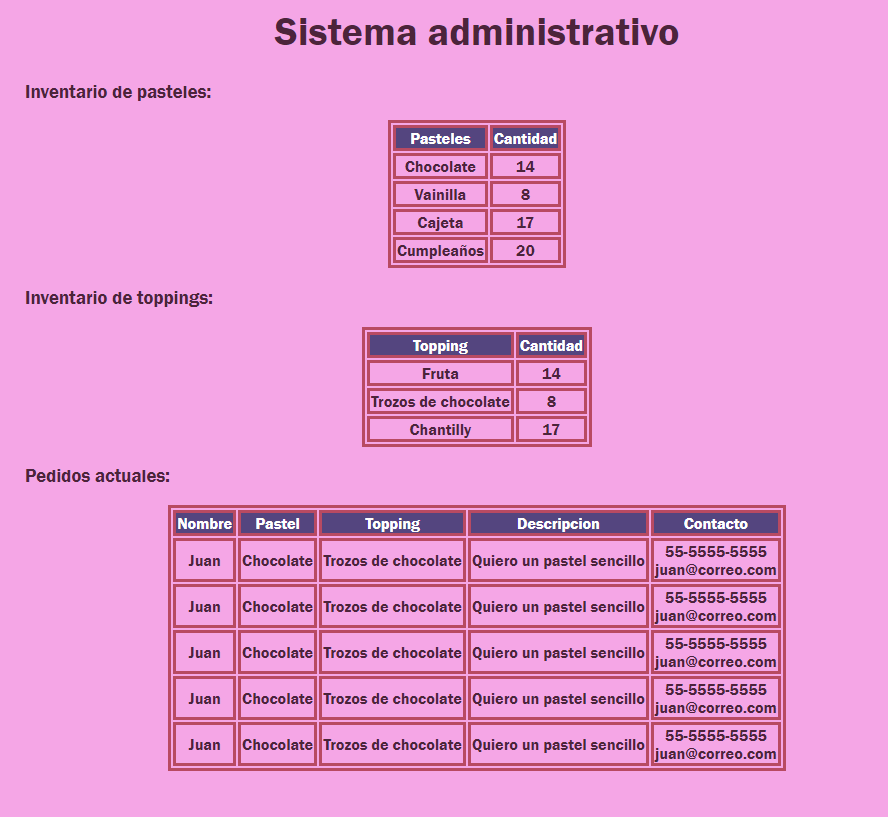 Sistema administrativo
Inventario de pasteles:
Pasteles Cantidad
Chocolate 14
Vainilla 8
Cajeta 17
Cumpleaños 20
Inventario de toppings:
Topping Cantidad
Fruta 14
Trozos de chocolate 8
Chantilly 17
Pedidos actuales:
Nombre Pastel Topping Descripcion Contacto
Juan Chocolate Trozos de chocolate Quiero un pastel sencillo 55-5555-5555
juan@correo.com
Juan Chocolate Trozos de chocolate Quiero un pastel sencillo 55-5555-5555
juan@correo.com
Juan Chocolate Trozos de chocolate Quiero un pastel sencillo 55-5555-5555
juan@correo.com
Juan Chocolate Trozos de chocolate Quiero un pastel sencillo 55-5555-5555
juan@correo.com
Juan Chocolate Trozos de chocolate Quiero un pastel sencillo 55-5555-5555
juan@correo.com